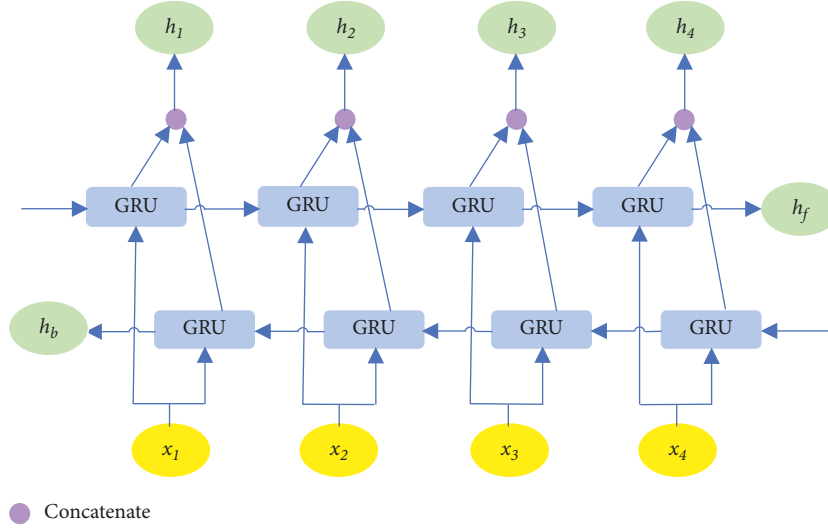 h1 h2 h3 h4
GRU GRU GRU GRU
hf
hb
GRU GRU GRU GRU
x1 x2 x3 x4
Concatenate